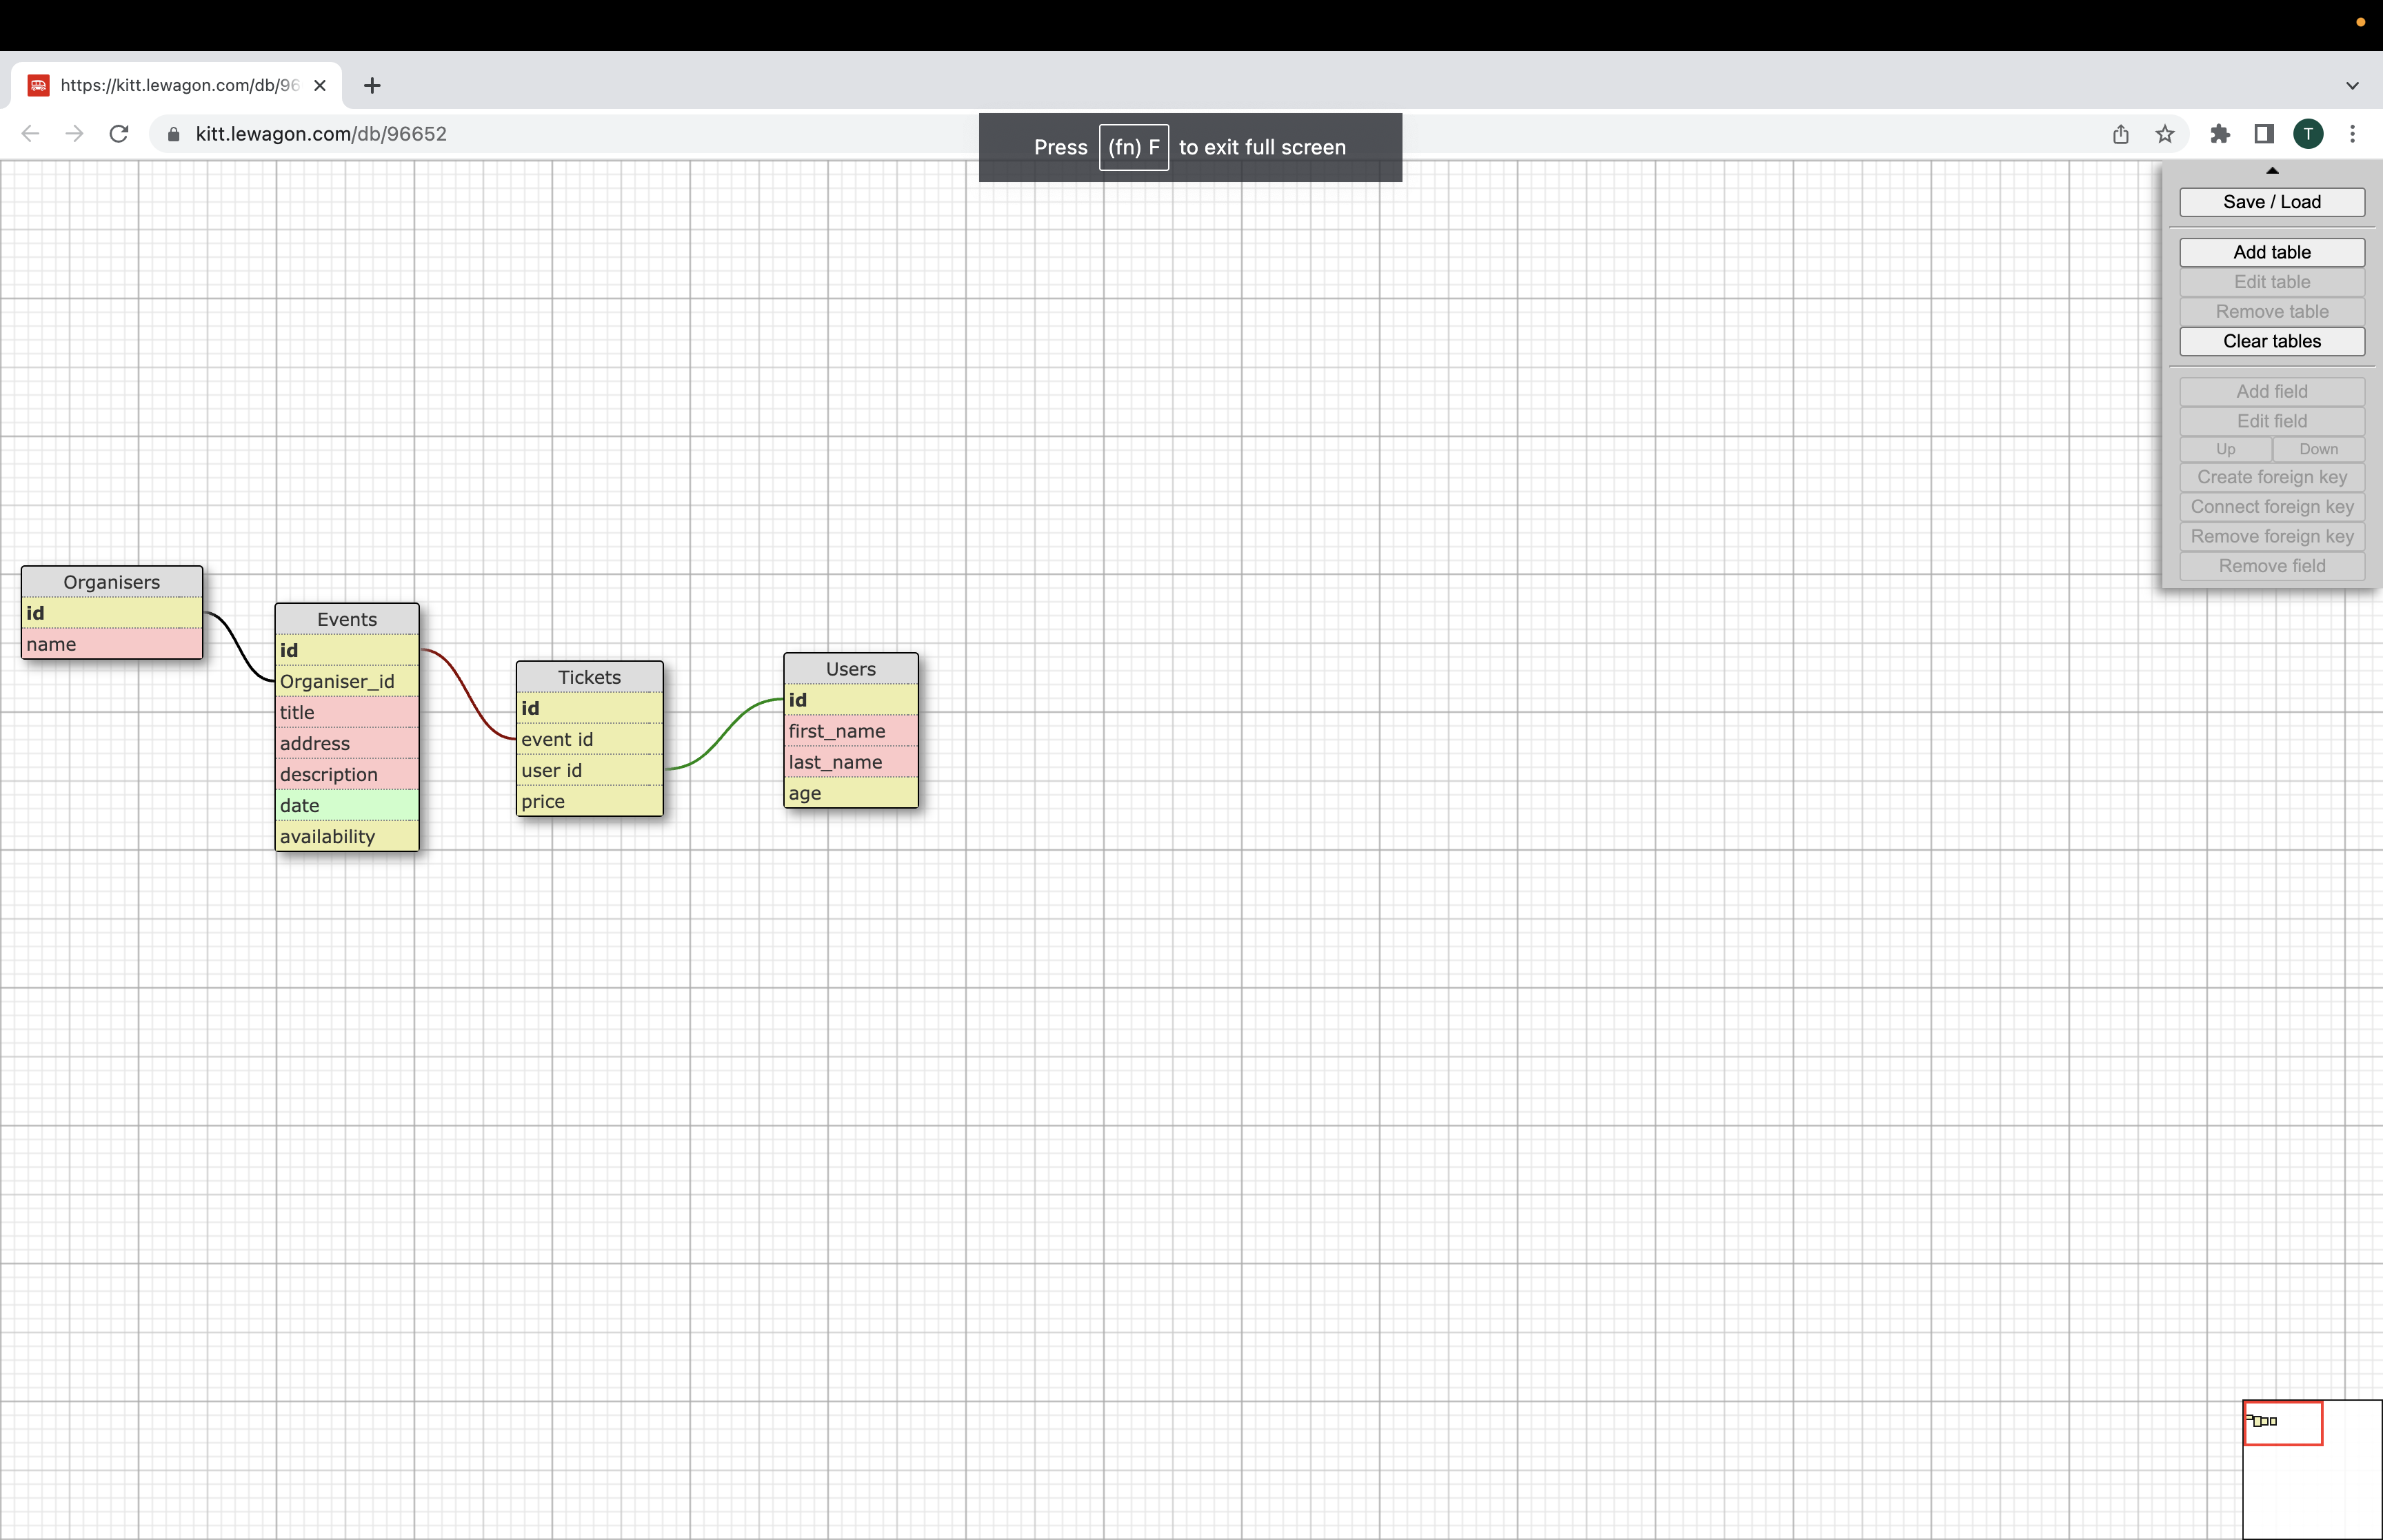 https://kitt.lewagon.com/db/96
kitt.lewagon.com/db/96652
Press (fn) F to exit full screen
T
Save / Load
Add table
Edit table
Remove table
Clear tables
Add field
Edit field
Up Down
Create foreign key
Connect foreign key
Remove foreign key
Remove field
Organisers
id
name
Events
id
Organiser_id
title
address
description
date
availability
Tickets
id
event id
user id
price
Users
id
first_name
last_name
age